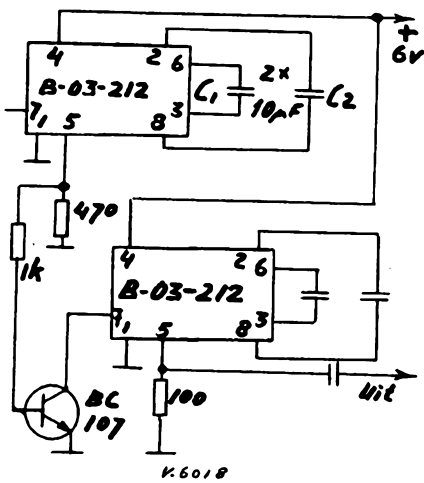 4 2 6
+
6V
B-03-212
C₁
2x
10µF
C₂
7 1 5 8 3
470
1k
4 2 6
B-03-212
7 1 5 8 3
BC
107
100
Uit
V.6018